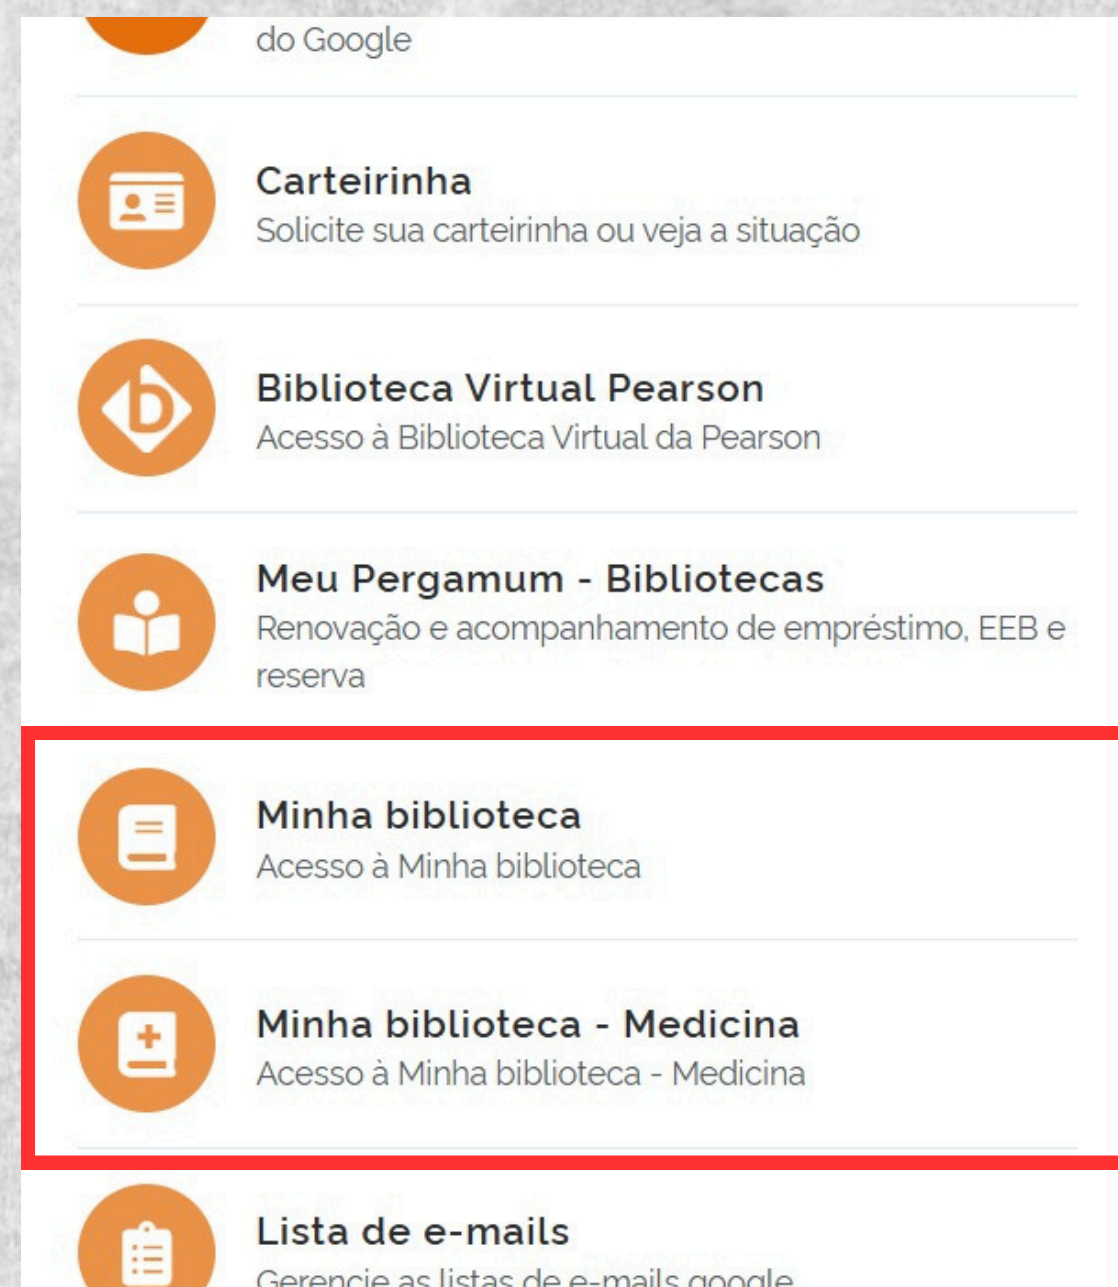 do Google
Carteirinha
Solicite sua carteirinha ou veja a situação
Biblioteca Virtual Pearson
Acesso à Biblioteca Virtual da Pearson
Meu Pergamum - Bibliotecas
Renovação e acompanhamento de empréstimo, EEB e
reserva
Minha biblioteca
Acesso à Minha biblioteca
Minha biblioteca - Medicina
Acesso à Minha biblioteca - Medicina
Lista de e-mails
Gerencie as listas de e-mails google